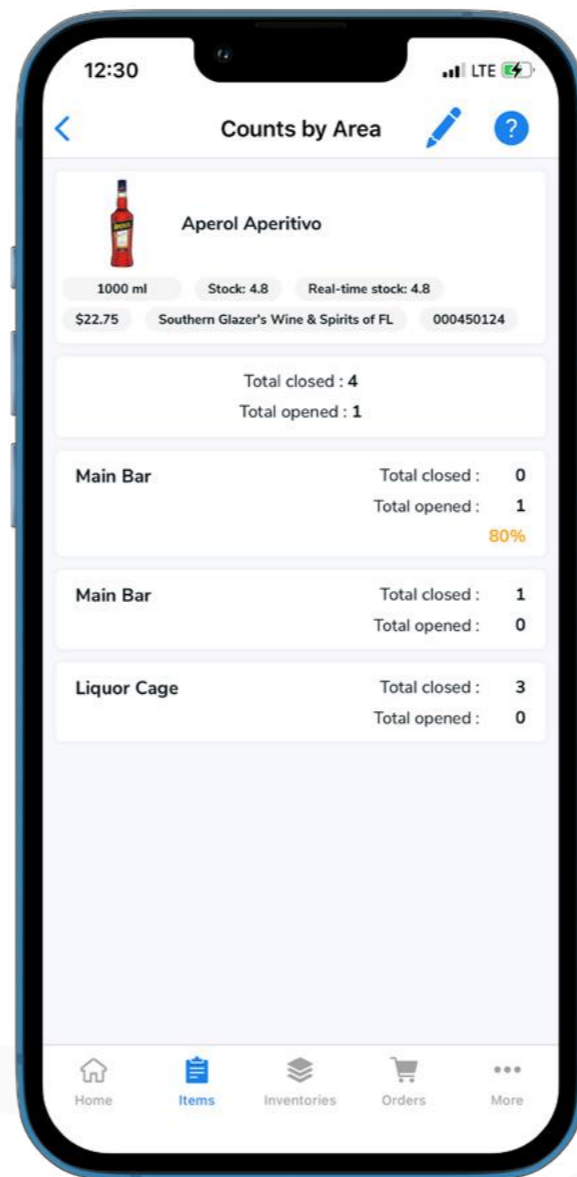 12:30 LTE
Counts by Area ?
Aperol Aperitivo
1000 ml Stock: 4.8 Real-time stock: 4.8
$22.75 Southern Glazer's Wine & Spirits of FL 000450124
Total closed : 4
Total opened : 1
Main Bar Total closed : 0
Total opened : 1
80%
Main Bar Total closed : 1
Total opened : 0
Liquor Cage Total closed : 3
Total opened : 0
Home Items Inventories Orders More